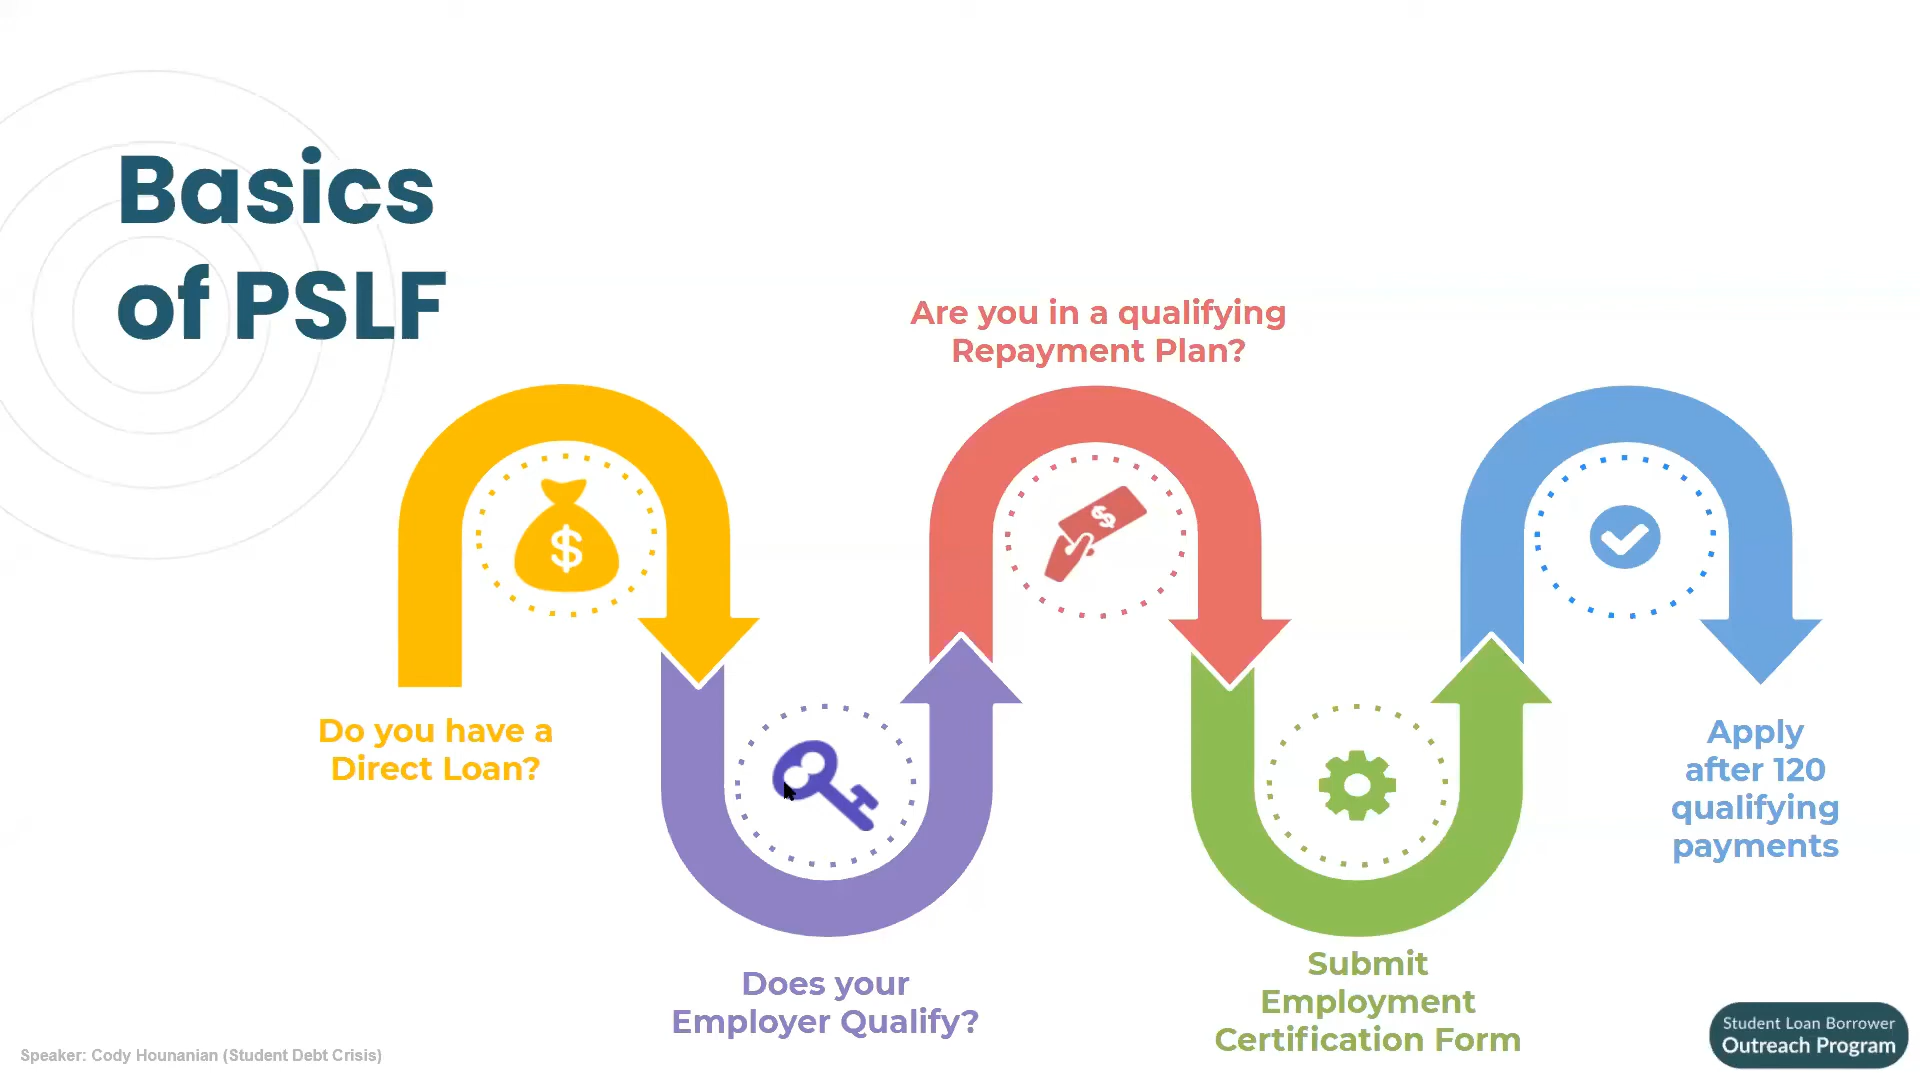 Basics
of PSLF
Do you have a
Direct Loan?
Does your
Employer Qualify?
Are you in a qualifying
Repayment Plan?
Submit
Employment
Certification Form
Apply
after 120
qualifying
payments
$
$
Speaker: Cody Hounanian (Student Debt Crisis)
Student Loan Borrower
Outreach Program